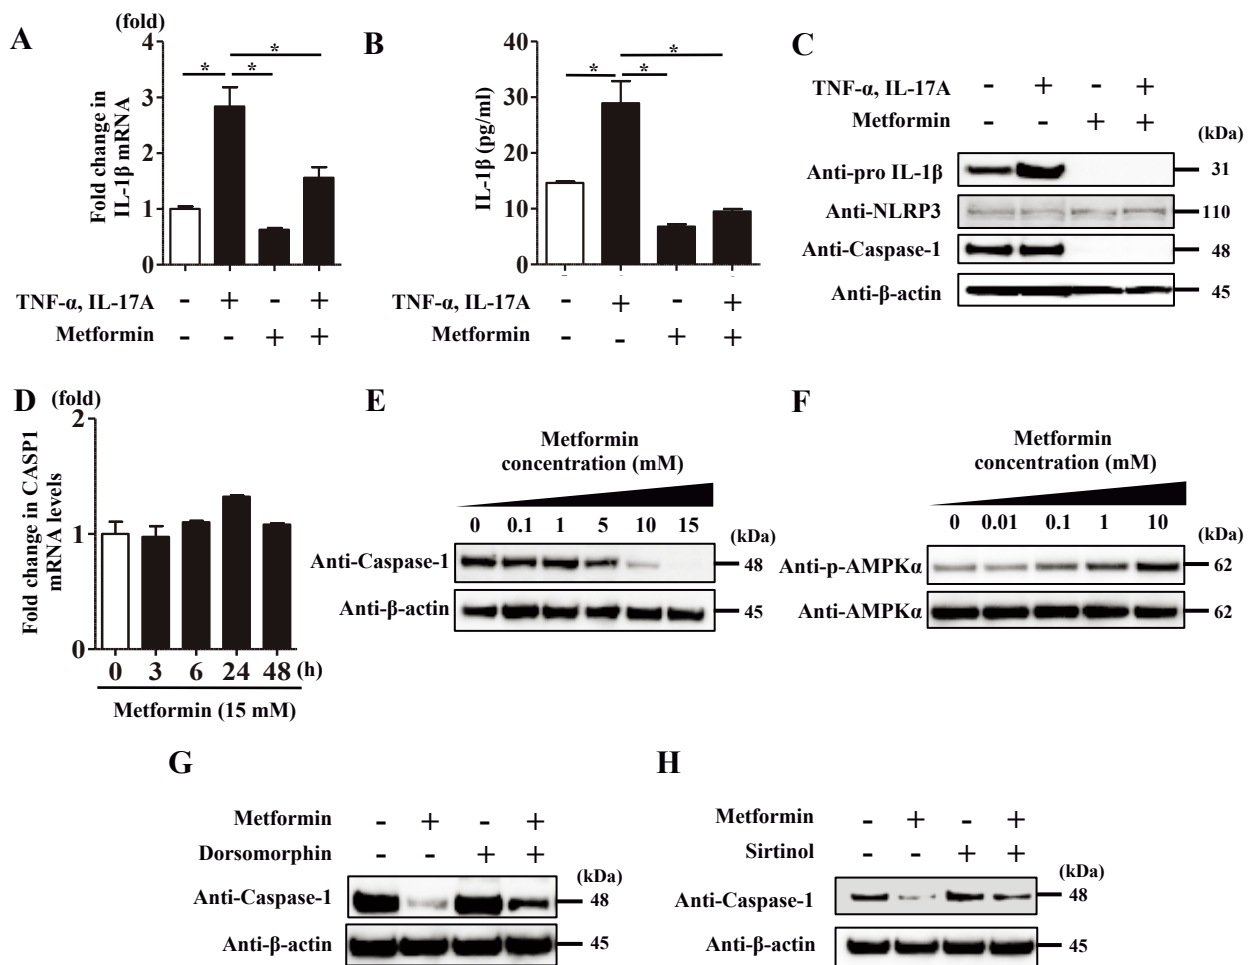 A
(fold)
Fold change in
IL-1β mRNA
4
3
2
1
0
* * *
TNF-α, IL-17A - + - +
Metformin - - + +
B
IL-1β (pg/ml)
40
30
20
10
0
* * *
TNF-α, IL-17A - + - +
Metformin - - + +
C
TNF-α, IL-17A - + - +
Metformin - - + + (kDa)
Anti-pro IL-1β 31
Anti-NLRP3 110
Anti-Caspase-1 48
Anti-β-actin 45
D
(fold)
Fold change in CASP1
mRNA levels
2
1
0
0 3 6 24 48 (h)
Metformin (15 mM)
E
Metformin
concentration (mM)
0 0.1 1 5 10 15 (kDa)
Anti-Caspase-1 48
Anti-β-actin 45
F
Metformin
concentration (mM)
0 0.01 0.1 1 10 (kDa)
Anti-p-AMPKα 62
Anti-AMPKα 62
G
Metformin - + - +
Dorsomorphin - - + +
(kDa)
Anti-Caspase-1 48
Anti-β-actin 45
H
Metformin - + - +
Sirtinol - - + +
(kDa)
Anti-Caspase-1 48
Anti-β-actin 45